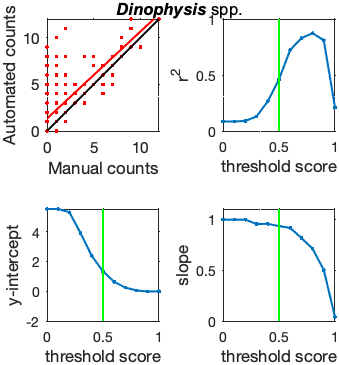 Dinophysis spp.
Automated counts
10
5
0
0
5
10
Manual counts
r2
1
0.5
0
0
0.5
1
threshold score
y-intercept
4
2
0
-2
0
0.5
1
threshold score
slope
1
0.5
0
0
0.5
1
threshold score